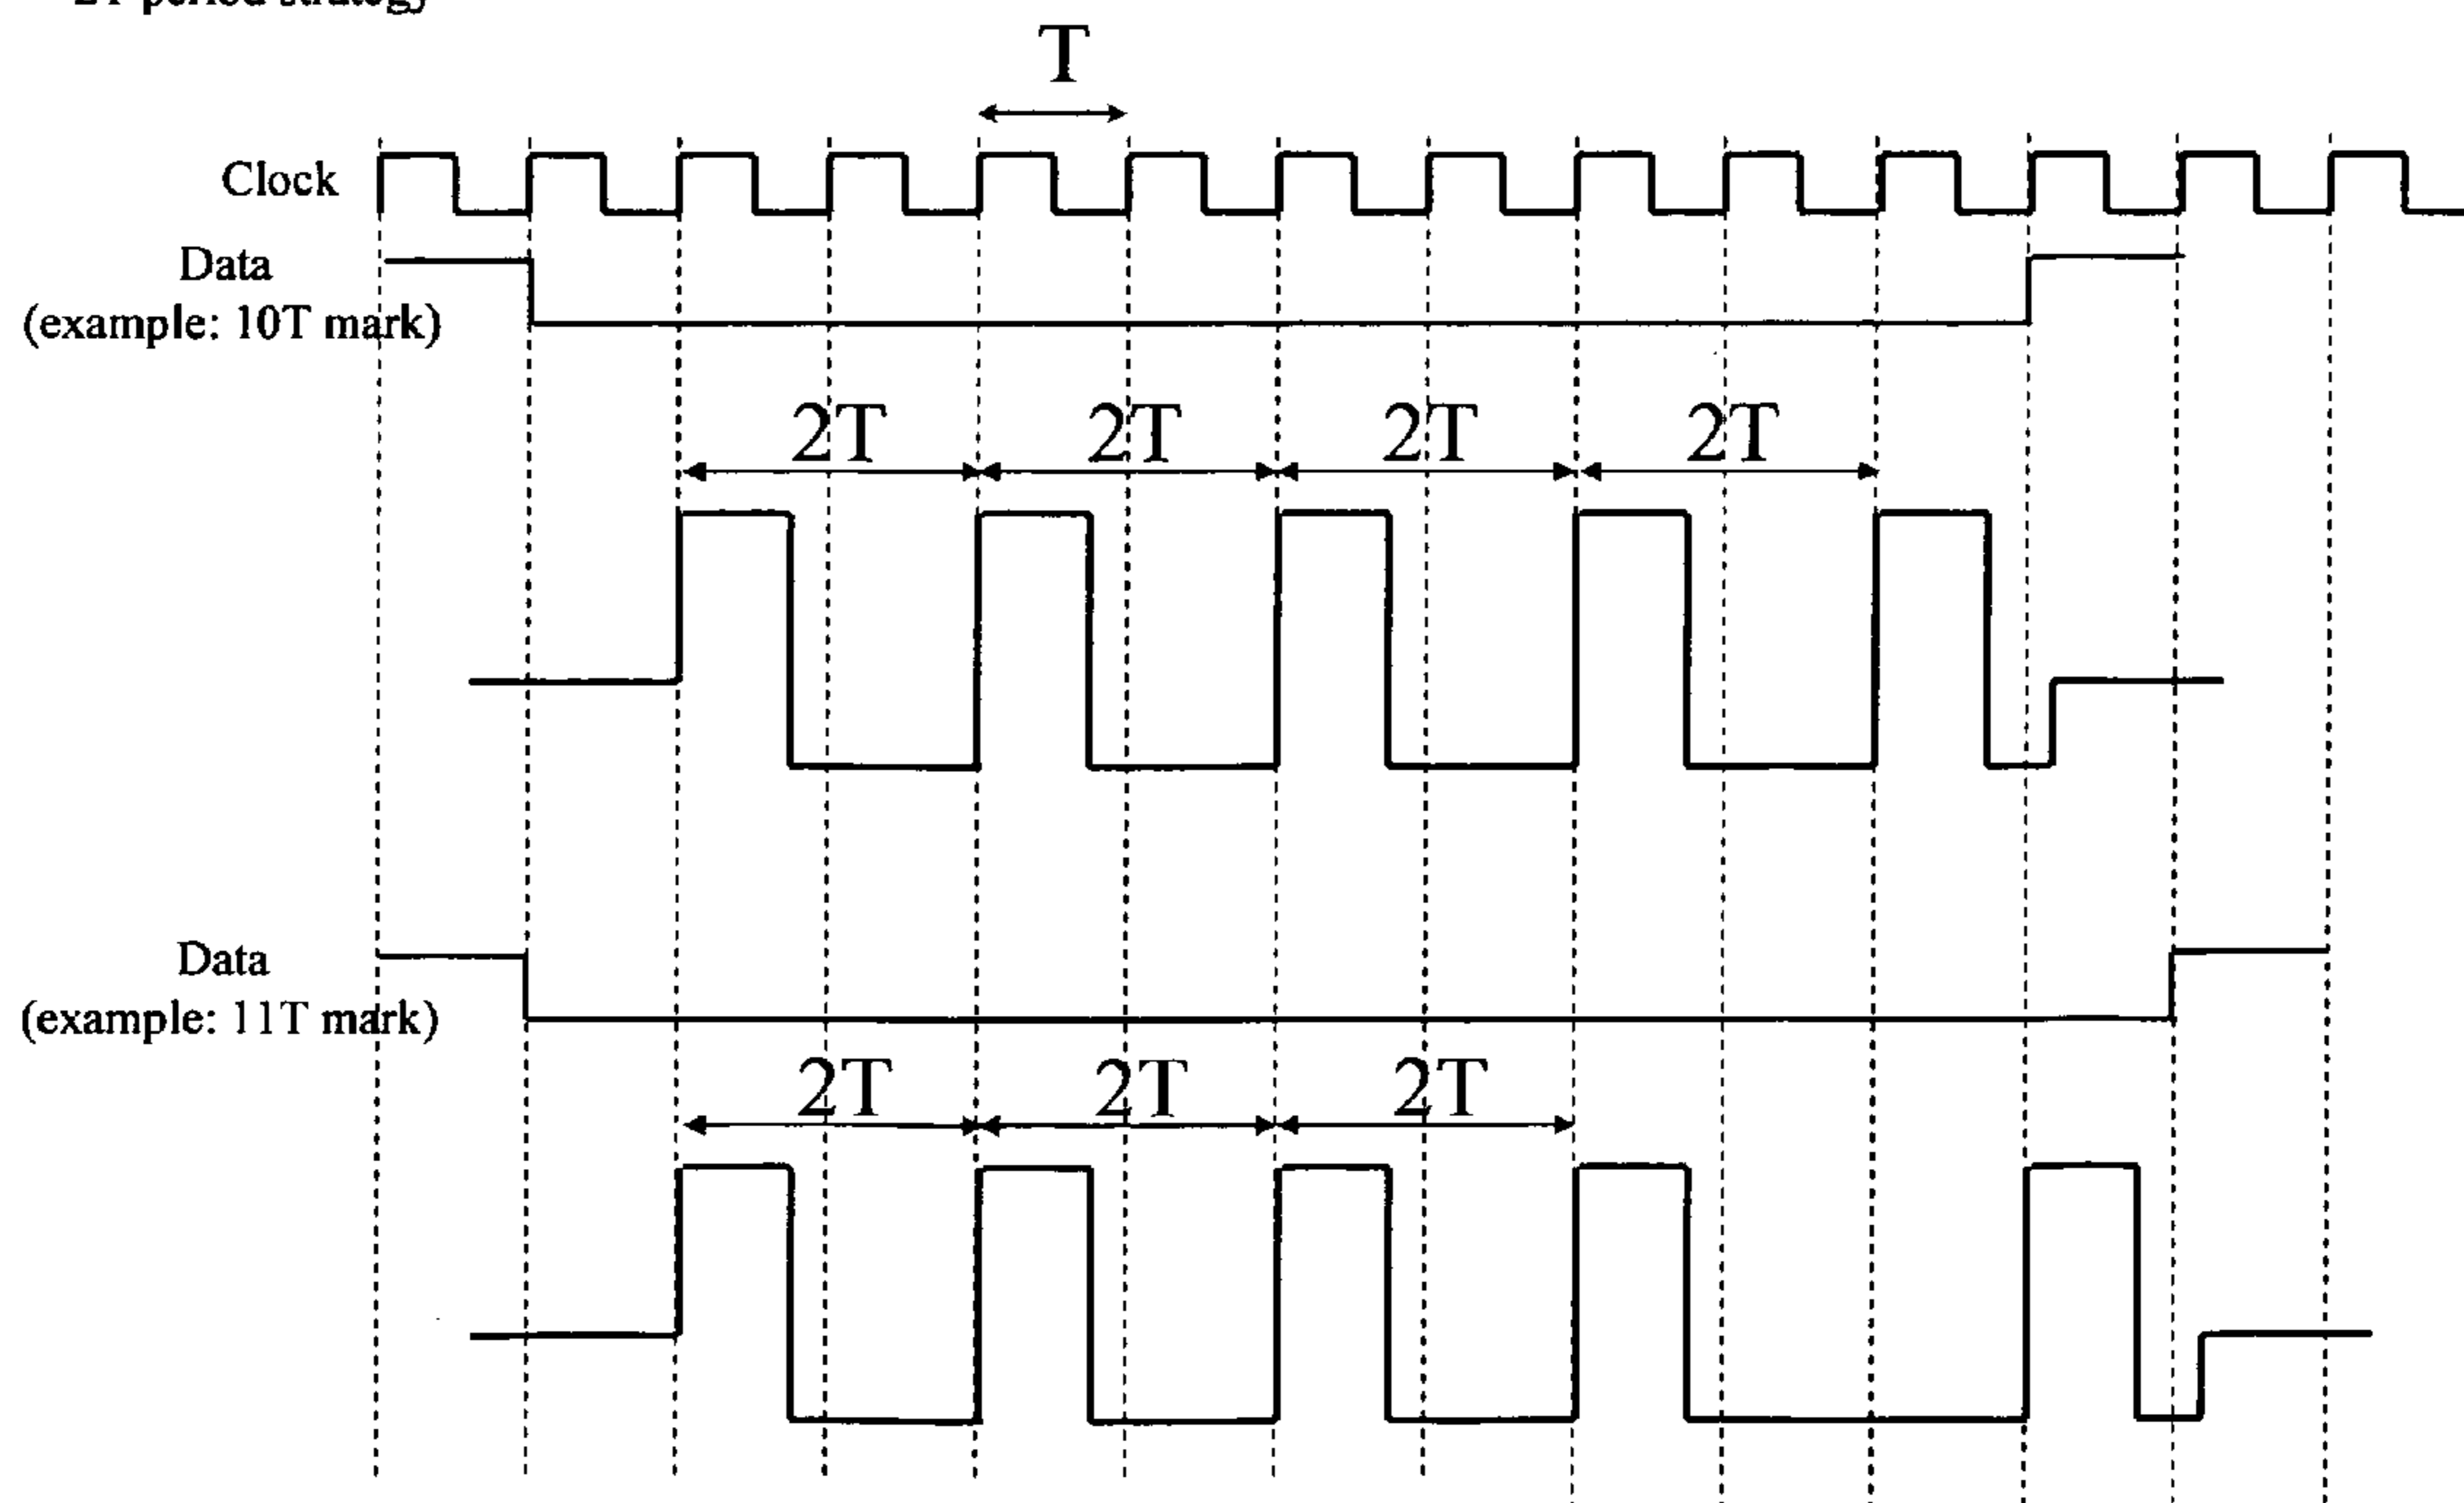 T
Clock
Data
(example: 10T mark)
2T 2T 2T 2T
Data
(example: 11T mark)
2T 2T 2T